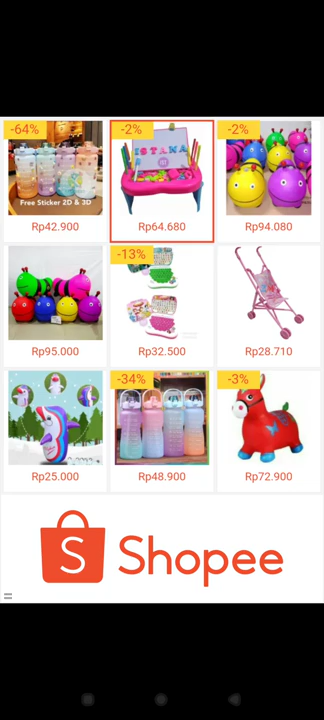 -64%
-2%
-2%
Free Sticker 2D & 3D
ISTANA
Rp42.900
Rp64.680
Rp94.080
-13%
Rp95.000
Rp32.500
Rp28.710
-34%
-3%
Rp25.000
Rp48.900
Rp72.900
S Shopee